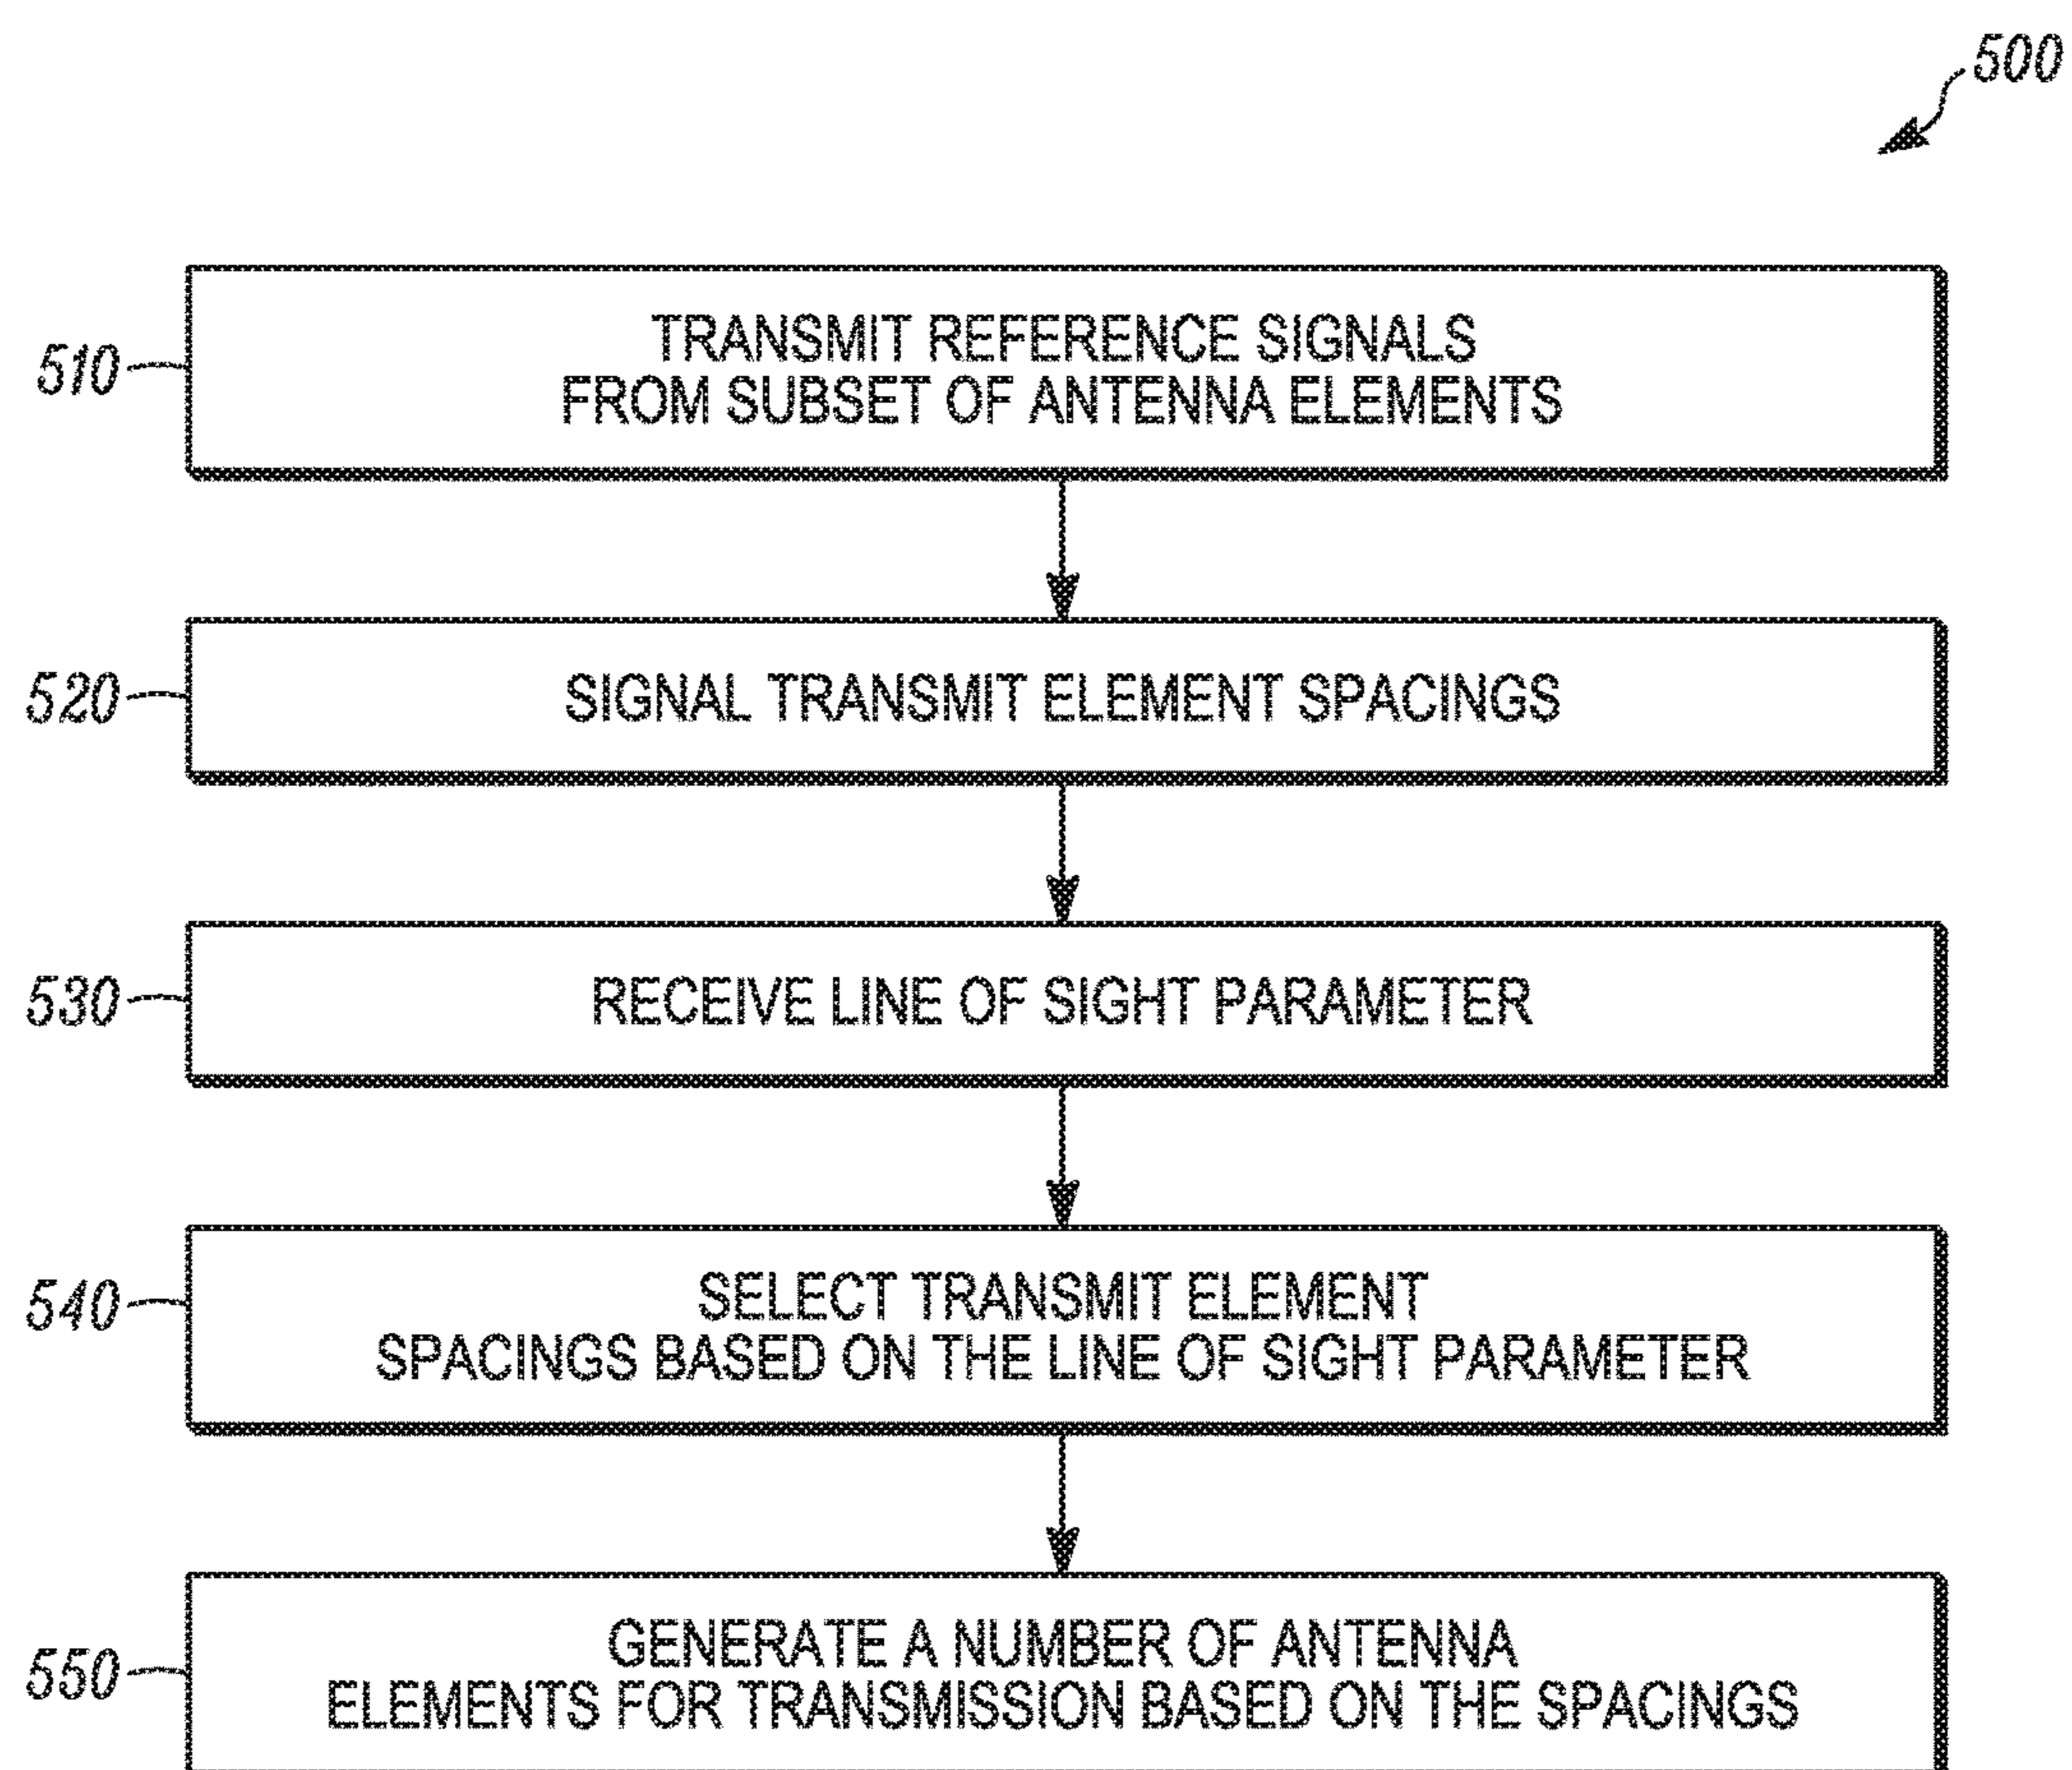 500
510
TRANSMIT REFERENCE SIGNALS
FROM SUBSET OF ANTENNA ELEMENTS
520
SIGNAL TRANSMIT ELEMENT SPACINGS
530
RECEIVE LINE OF SIGHT PARAMETER
540
SELECT TRANSMIT ELEMENT
SPACINGS BASED ON THE LINE OF SIGHT PARAMETER
550
GENERATE A NUMBER OF ANTENNA
ELEMENTS FOR TRANSMISSION BASED ON THE SPACINGS